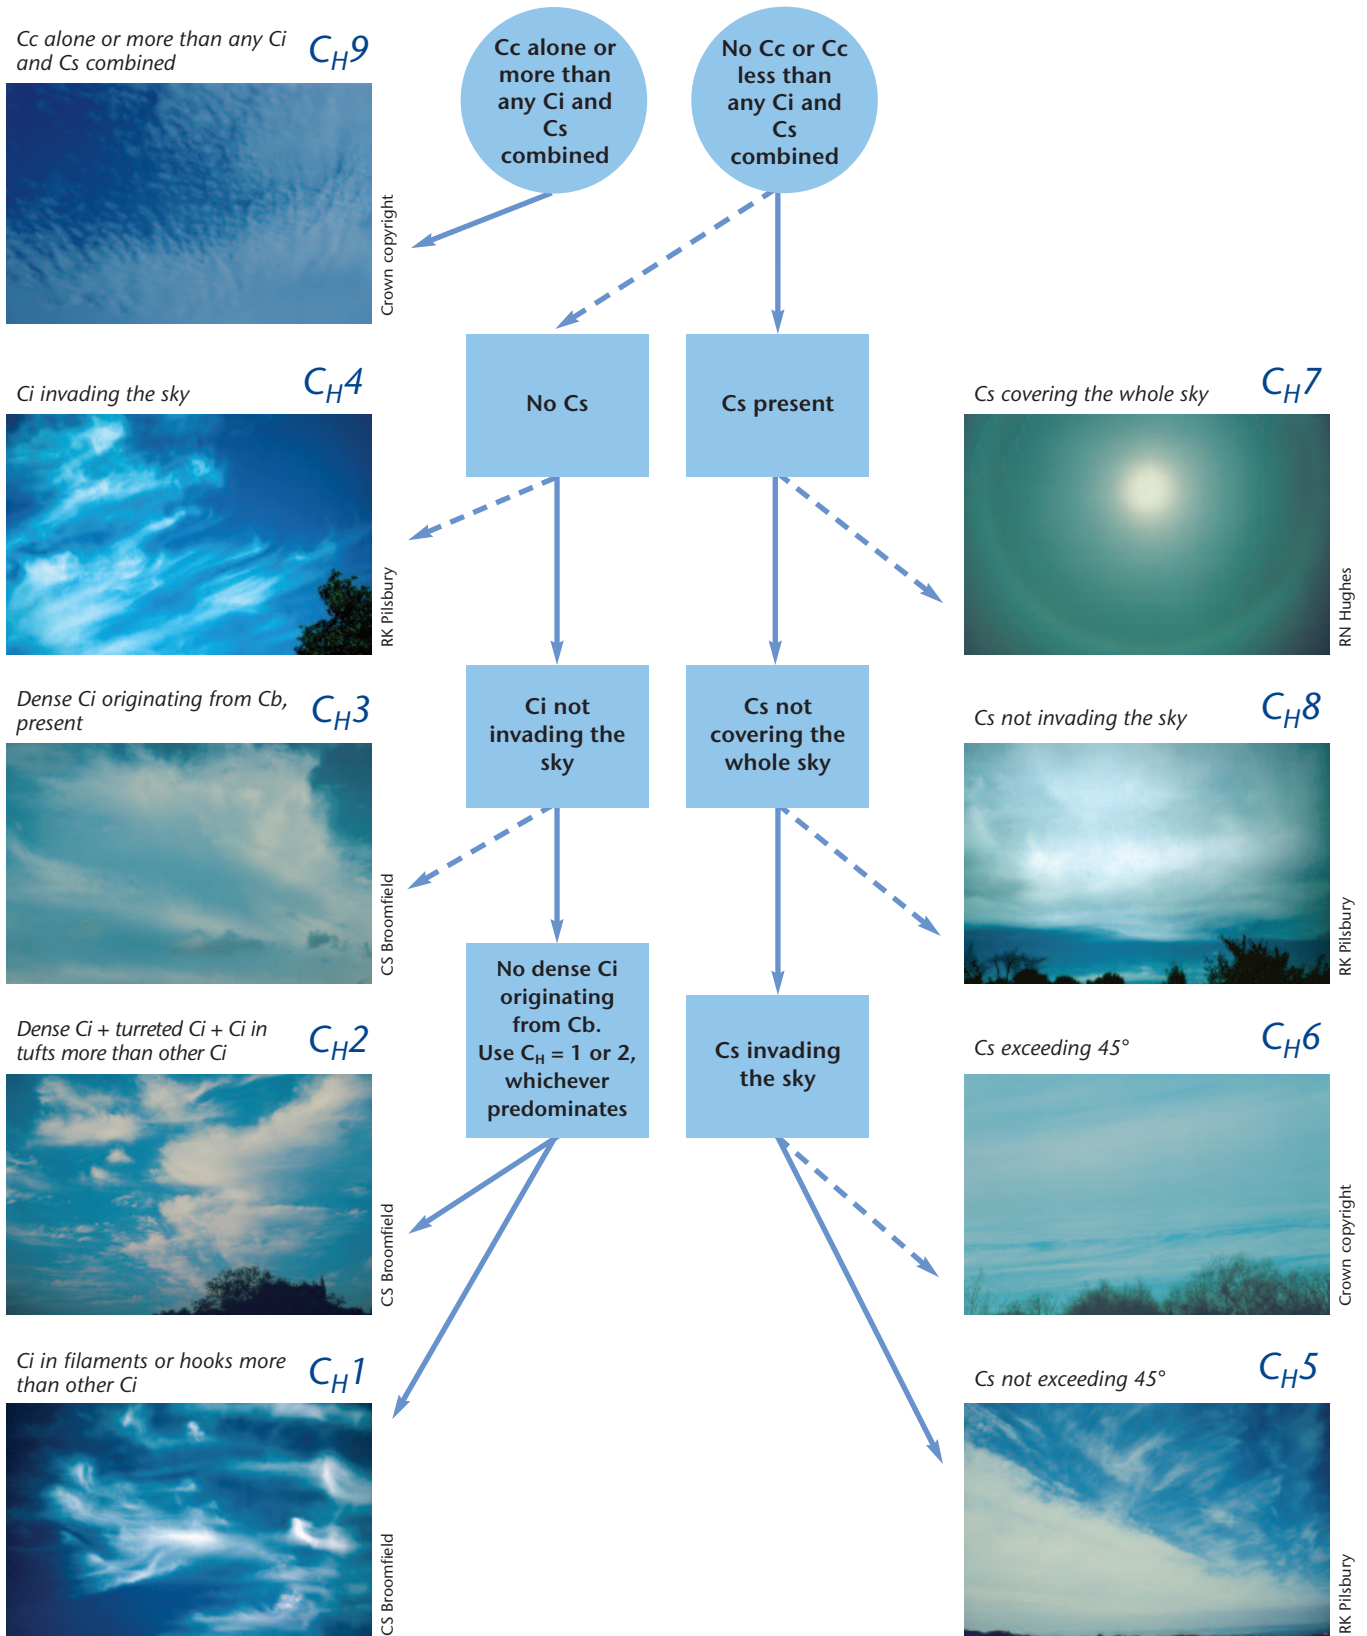 Cc alone or more than any Ci
and Cs combined
CH9
Crown copyright
Cc alone or
more than
any Ci and
Cs
combined
No Cc or Cc
less than
any Ci and
Cs
combined
Ci invading the sky
CH4
RK Pilsbury
No Cs
Cs present
Cs covering the whole sky
CH7
RN Hughes
Dense Ci originating from Cb,
present
CH3
CS Broomfield
Ci not
invading the
sky
Cs not
covering the
whole sky
Cs not invading the sky
CH8
RK Pilsbury
Dense Ci + turreted Ci + Ci in
tufts more than other Ci
CH2
CS Broomfield
No dense Ci
originating
from Cb.
Use CH = 1 or 2,
whichever
predominates
Cs invading
the sky
Cs exceeding 45°
CH6
Crown copyright
Ci in filaments or hooks more
than other Ci
CH1
CS Broomfield
Cs not exceeding 45°
CH5
RK Pilsbury